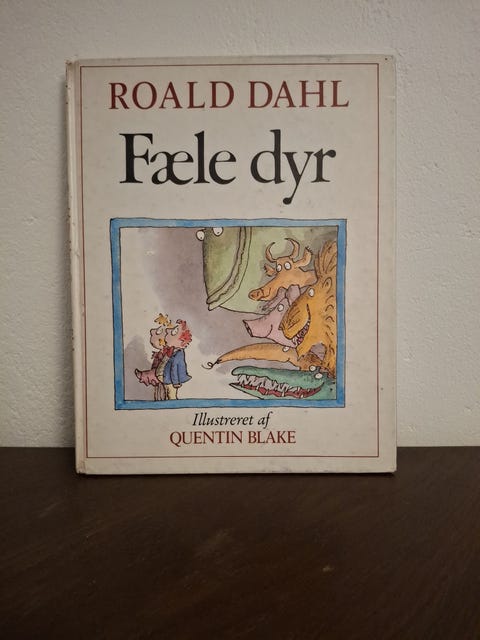 ROALD DAHL
Fæle dyr
Illustreret af
QUENTIN BLAKE